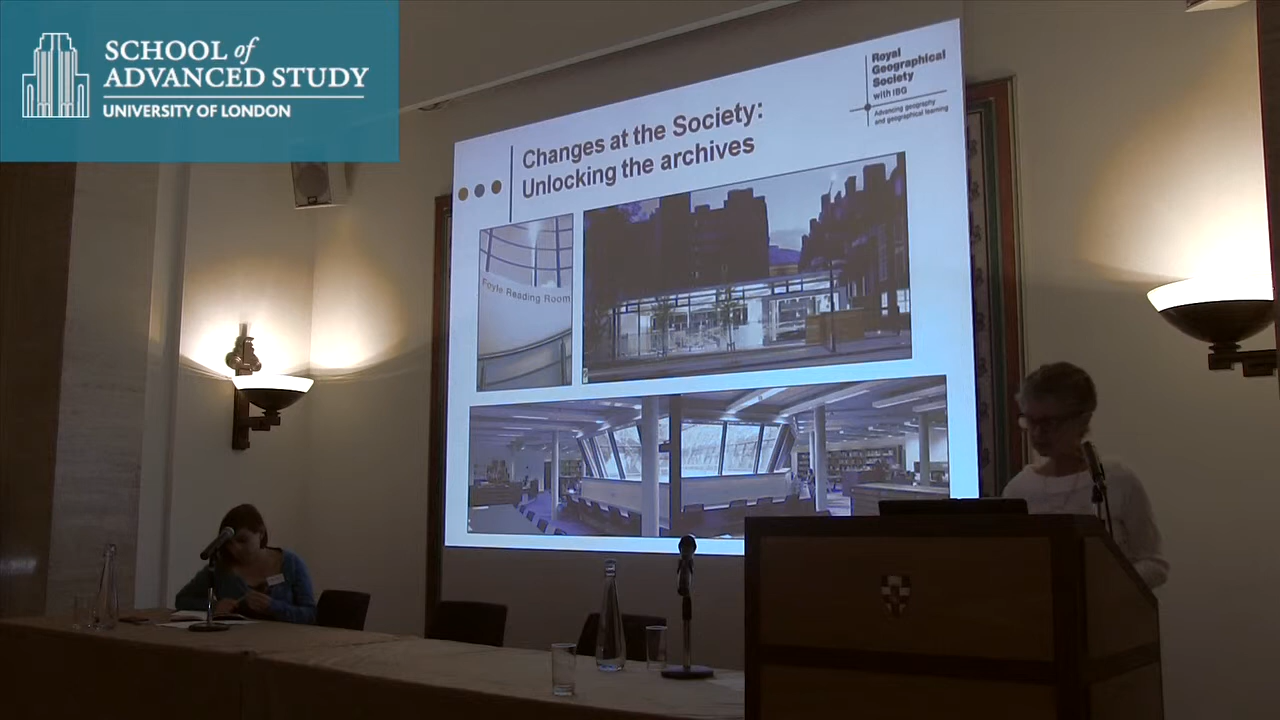 SCHOOL of
ADVANCED STUDY
UNIVERSITY OF LONDON
Royal
Geographical
Society
with IBG
Advancing geography
and geographical learning
Changes at the Society:
Unlocking the archives
Foyle Reading Room